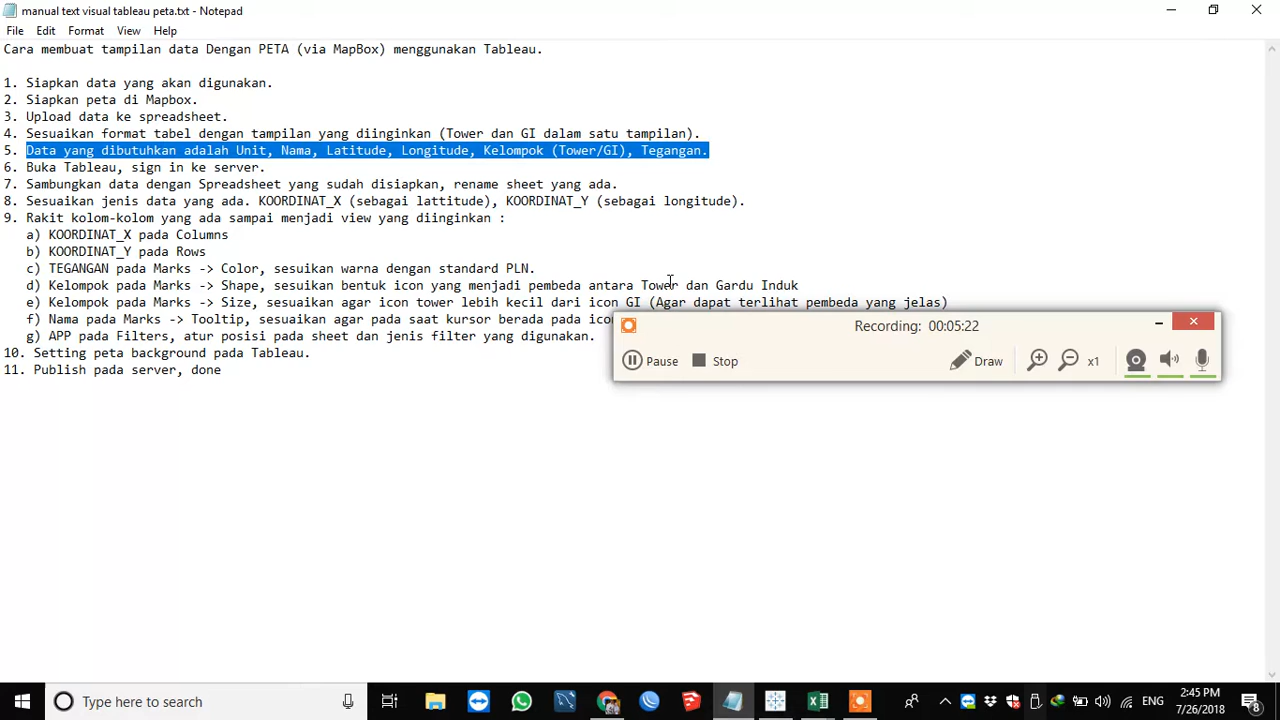 manual text visual tableau peta.txt - Notepad
File Edit Format View Help
Cara membuat tampilan data Dengan PETA (via MapBox) menggunakan Tableau.
1. Siapkan data yang akan digunakan.
2. Siapkan peta di Mapbox.
3. Upload data ke spreadsheet.
4. Sesuaikan format tabel dengan tampilan yang diinginkan (Tower dan GI dalam satu tampilan).
5. Data yang dibutuhkan adalah Unit, Nama, Latitude, Longitude, Kelompok (Tower/GI), Tegangan.
6. Buka Tableau, sign in ke server.
7. Sambungkan data dengan Spreadsheet yang sudah disiapkan, rename sheet yang ada.
8. Sesuaikan jenis data yang ada. KOORDINAT_X (sebagai lattitude), KOORDINAT_Y (sebagai longitude).
9. Rakit kolom-kolom yang ada sampai menjadi view yang diinginkan :
a) KOORDINAT_X pada Columns
b) KOORDINAT_Y pada Rows
c) TEGANGAN pada Marks -> Color, sesuikan warna dengan standard PLN.
d) Kelompok pada Marks -> Shape, sesuikan bentuk icon yang menjadi pembeda antara Tower dan Gardu Induk
e) Kelompok pada Marks -> Size, sesuaikan agar icon tower lebih kecil dari icon GI (Agar dapat terlihat pembeda yang jelas)
f) Nama pada Marks -> Tooltip, sesuaikan agar pada saat kursor berada pada
g) APP pada Filters, atur posisi pada sheet dan jenis filter yang digunakan.
10. Setting peta background pada Tableau.
11. Publish pada server, done
Recording: 00:05:22
Pause Stop Draw x1
Type here to search
ENG
2:45 PM
7/26/2018
8